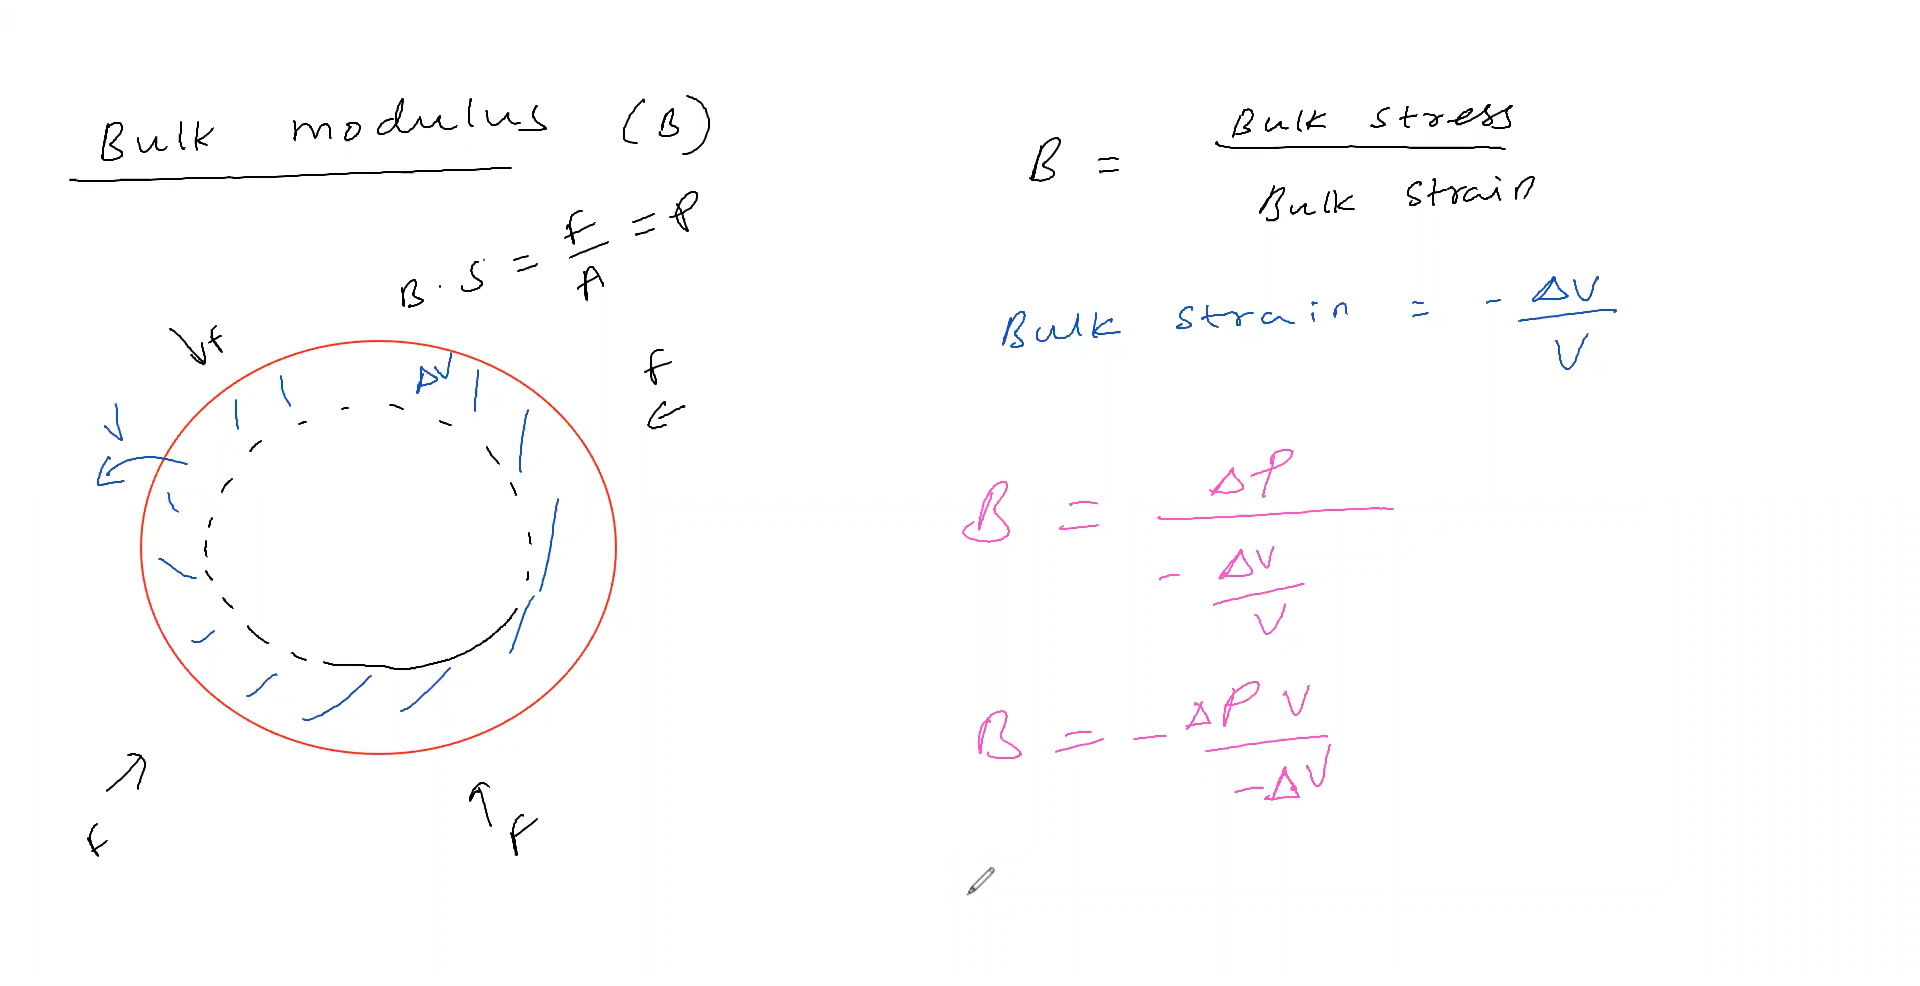 Bulk modulus (B)
B.S = F/A = P
↓f
f
←
ΔV
V
f
F
B = Bulk stress / Bulk strain
Bulk strain = - ΔV/V
B = ΔP / - ΔV/V
B = - ΔP V / -ΔV